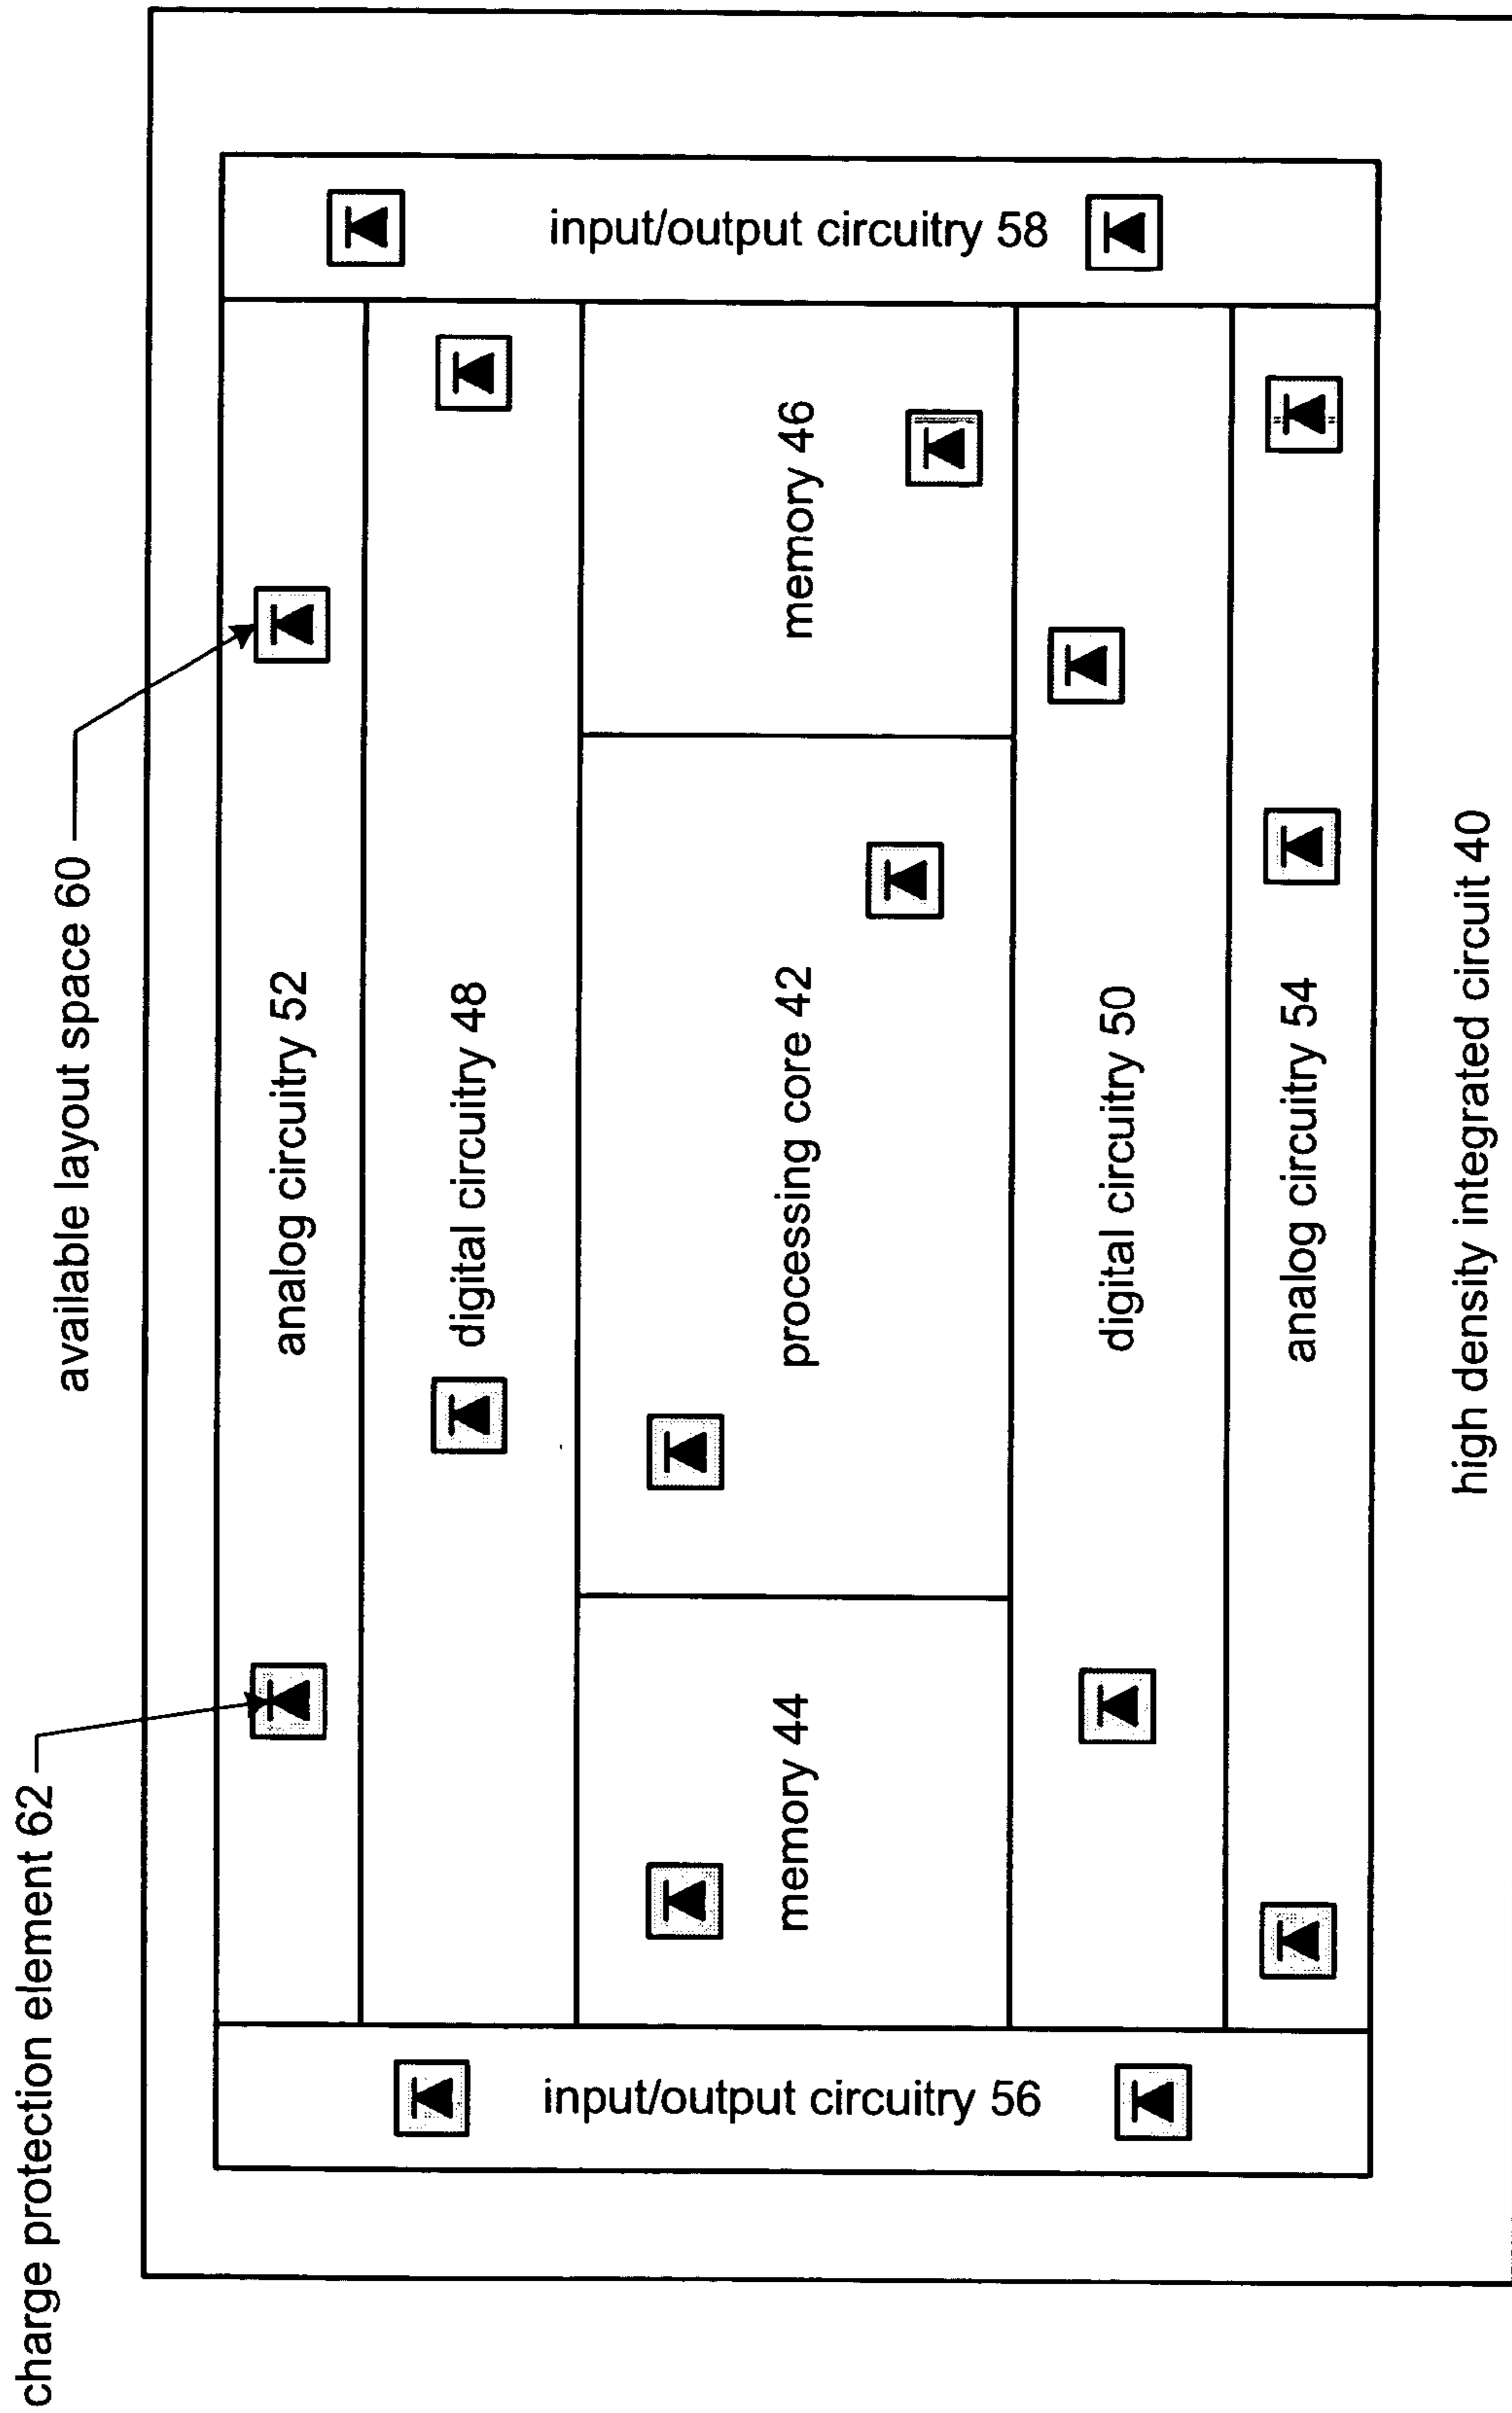 charge protection element 62
available layout space 60
analog circuitry 52
digital circuitry 48
input/output circuitry 56
memory 44
processing core 42
memory 46
input/output circuitry 58
digital circuitry 50
analog circuitry 54
high density integrated circuit 40